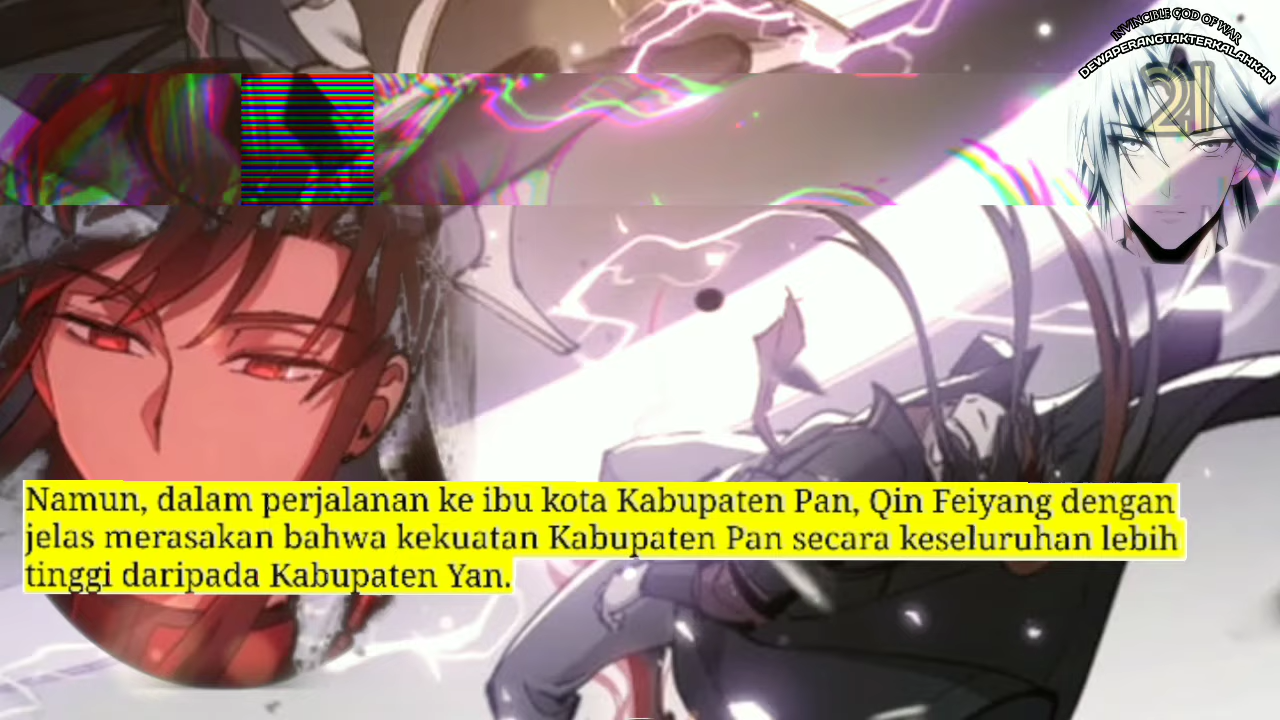 INVINCIBLE GOD OF WAR
DEWAPERANGTAKTERKALAHKAN
21
Namun, dalam perjalanan ke ibu kota Kabupaten Pan, Qin Feiyang dengan
jelas merasakan bahwa kekuatan Kabupaten Pan secara keseluruhan lebih
tinggi daripada Kabupaten Yan.